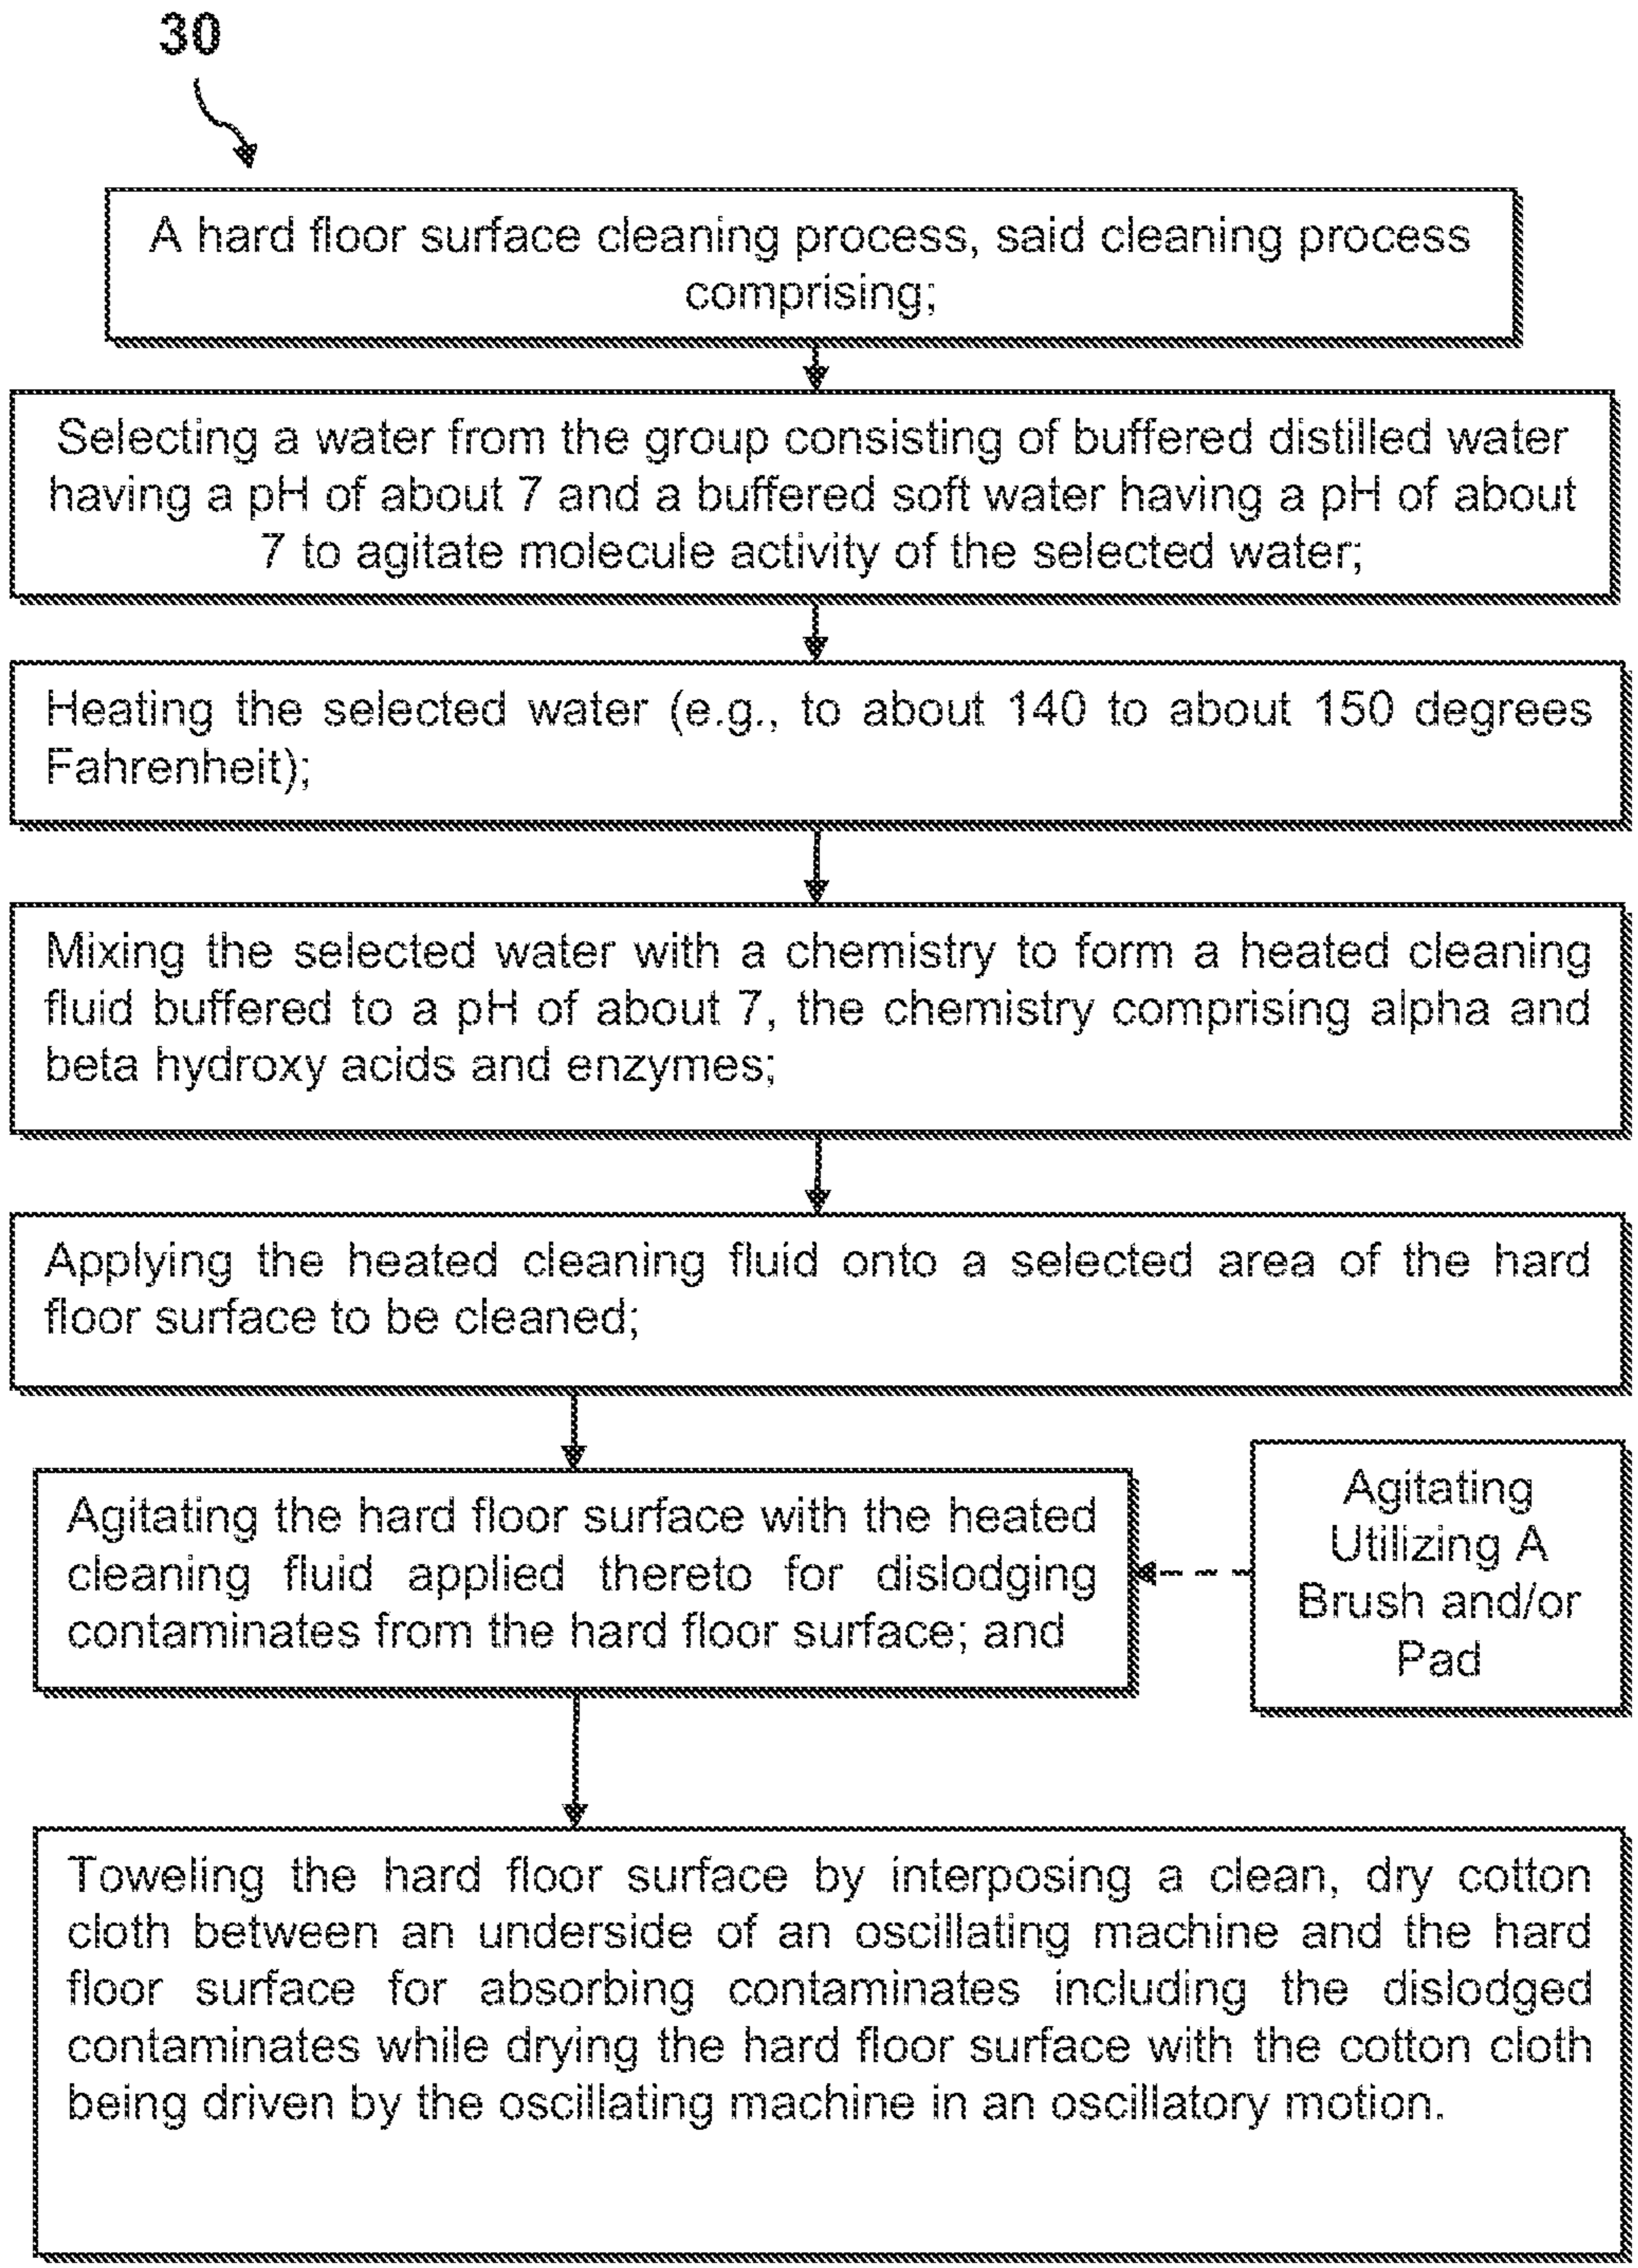 30
A hard floor surface cleaning process, said cleaning process
comprising;
Selecting a water from the group consisting of buffered distilled water
having a pH of about 7 and a buffered soft water having a pH of about
7 to agitate molecule activity of the selected water;
Heating the selected water (e.g., to about 140 to about 150 degrees
Fahrenheit);
Mixing the selected water with a chemistry to form a heated cleaning
fluid buffered to a pH of about 7, the chemistry comprising alpha and
beta hydroxy acids and enzymes;
Applying the heated cleaning fluid onto a selected area of the hard
floor surface to be cleaned;
Agitating the hard floor surface with the heated
cleaning fluid applied thereto for dislodging
contaminates from the hard floor surface; and
Agitating
Utilizing A
Brush and/or
Pad
Toweling the hard floor surface by interposing a clean, dry cotton
cloth between an underside of an oscillating machine and the hard
floor surface for absorbing contaminates including the dislodged
contaminates while drying the hard floor surface with the cotton cloth
being driven by the oscillating machine in an oscillatory motion.